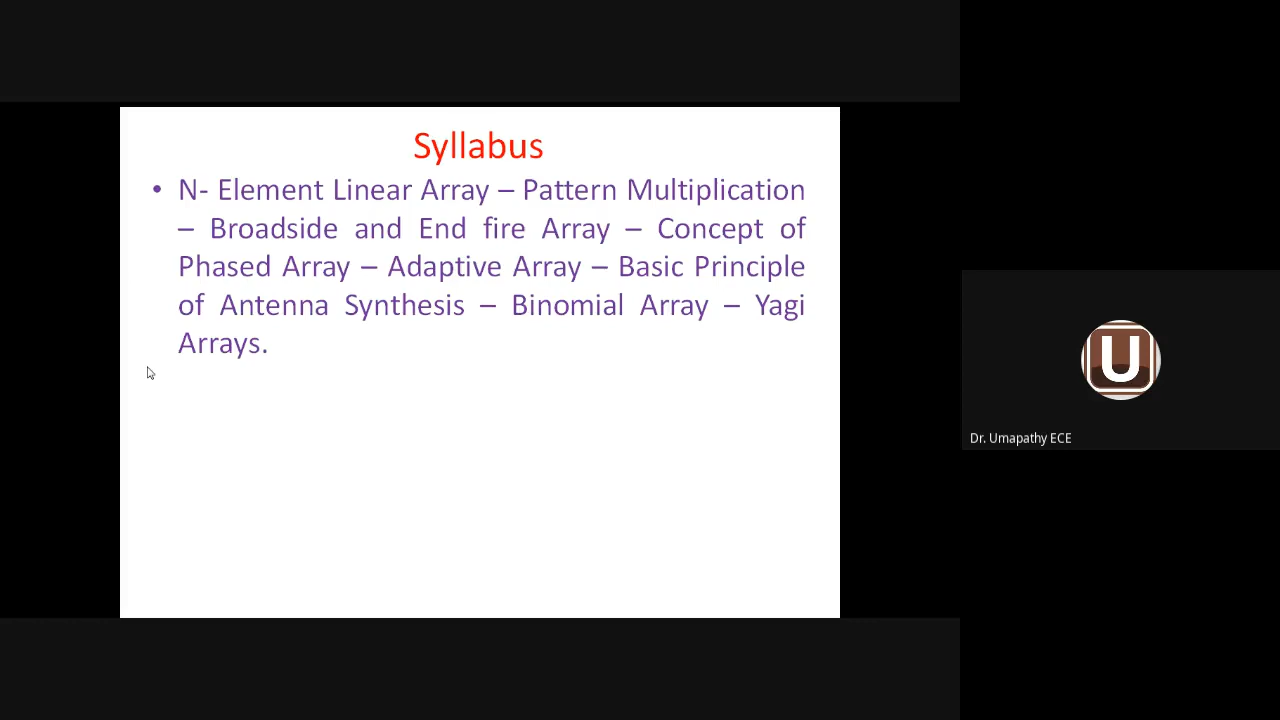 Syllabus
• N- Element Linear Array – Pattern Multiplication
– Broadside and End fire Array – Concept of
Phased Array – Adaptive Array – Basic Principle
of Antenna Synthesis – Binomial Array – Yagi
Arrays.
U
Dr. Umapathy ECE